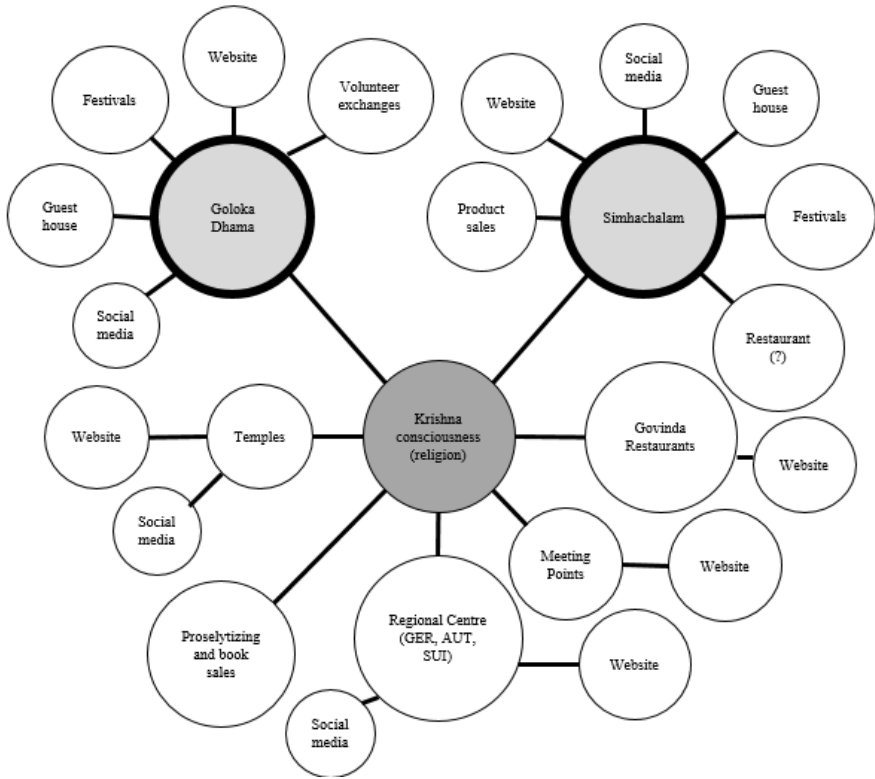 Website
Volunteer
exchanges
Festivals
Guest
house
Goloka
Dhama
Social
media
Social
media
Website
Guest
house
Product
sales
Simhachalam
Festivals
Restaurant
(?)
Krishna
consciousness
(religion)
Website
Temples
Social
media
Govinda
Restaurants
Website
Meeting
Points
Website
Proselytizing
and book
sales
Regional Centre
(GER, AUT,
SUI)
Website
Social
media